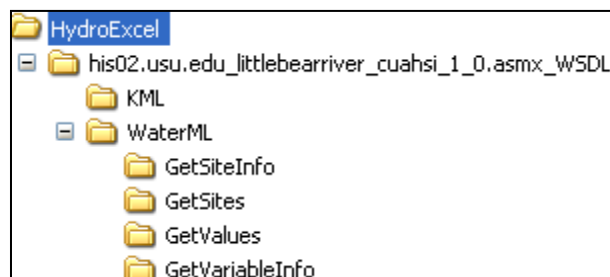 HydroExcel
his02.usu.edu_littlebearriver_cuahsi_1_0.asmx_WSDL
KML
WaterML
GetSiteInfo
GetSites
GetValues
GetVariableInfo